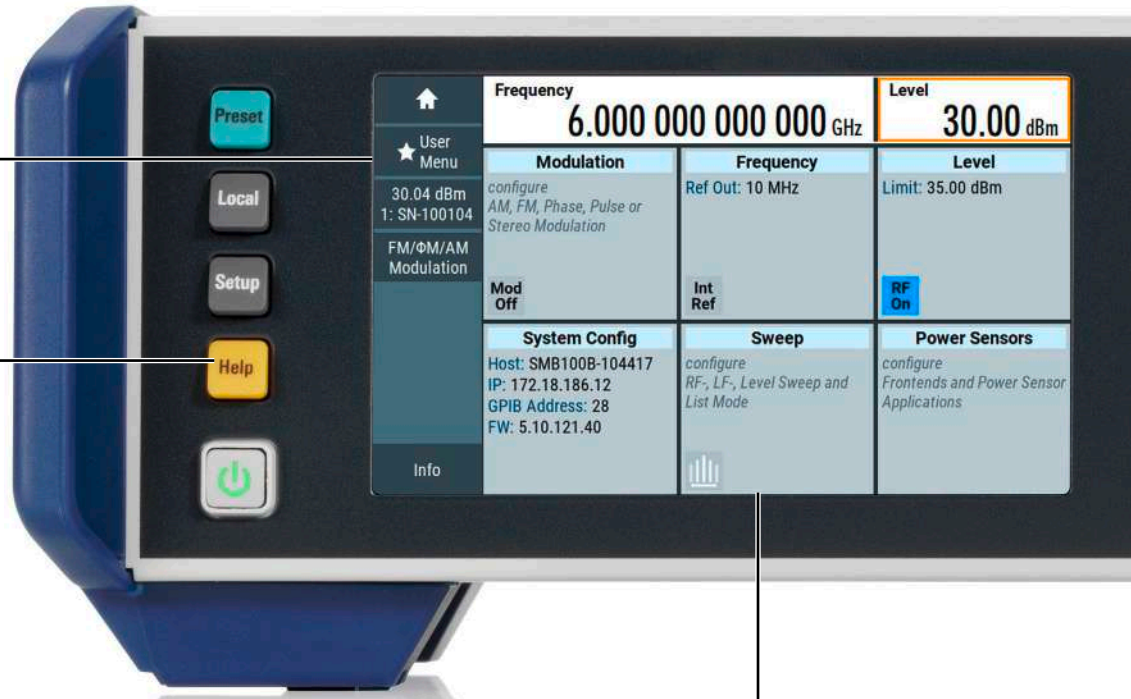 Preset
Local
Setup
Help
User
Menu
30.04 dBm
1: SN-100104
FM/ΦM/AM
Modulation
Info
Frequency
6.000 000 000 000 GHz
Level
30.00 dBm
Modulation
configure
AM, FM, Phase, Pulse or
Stereo Modulation
Mod
Off
Frequency
Ref Out: 10 MHz
Int
Ref
Level
Limit: 35.00 dBm
RF
On
System Config
Host: SMB100B-104417
IP: 172.18.186.12
GPIB Address: 28
FW: 5.10.121.40
Sweep
configure
RF-, LF-, Level Sweep and
List Mode
Power Sensors
configure
Frontends and Power Sensor
Applications